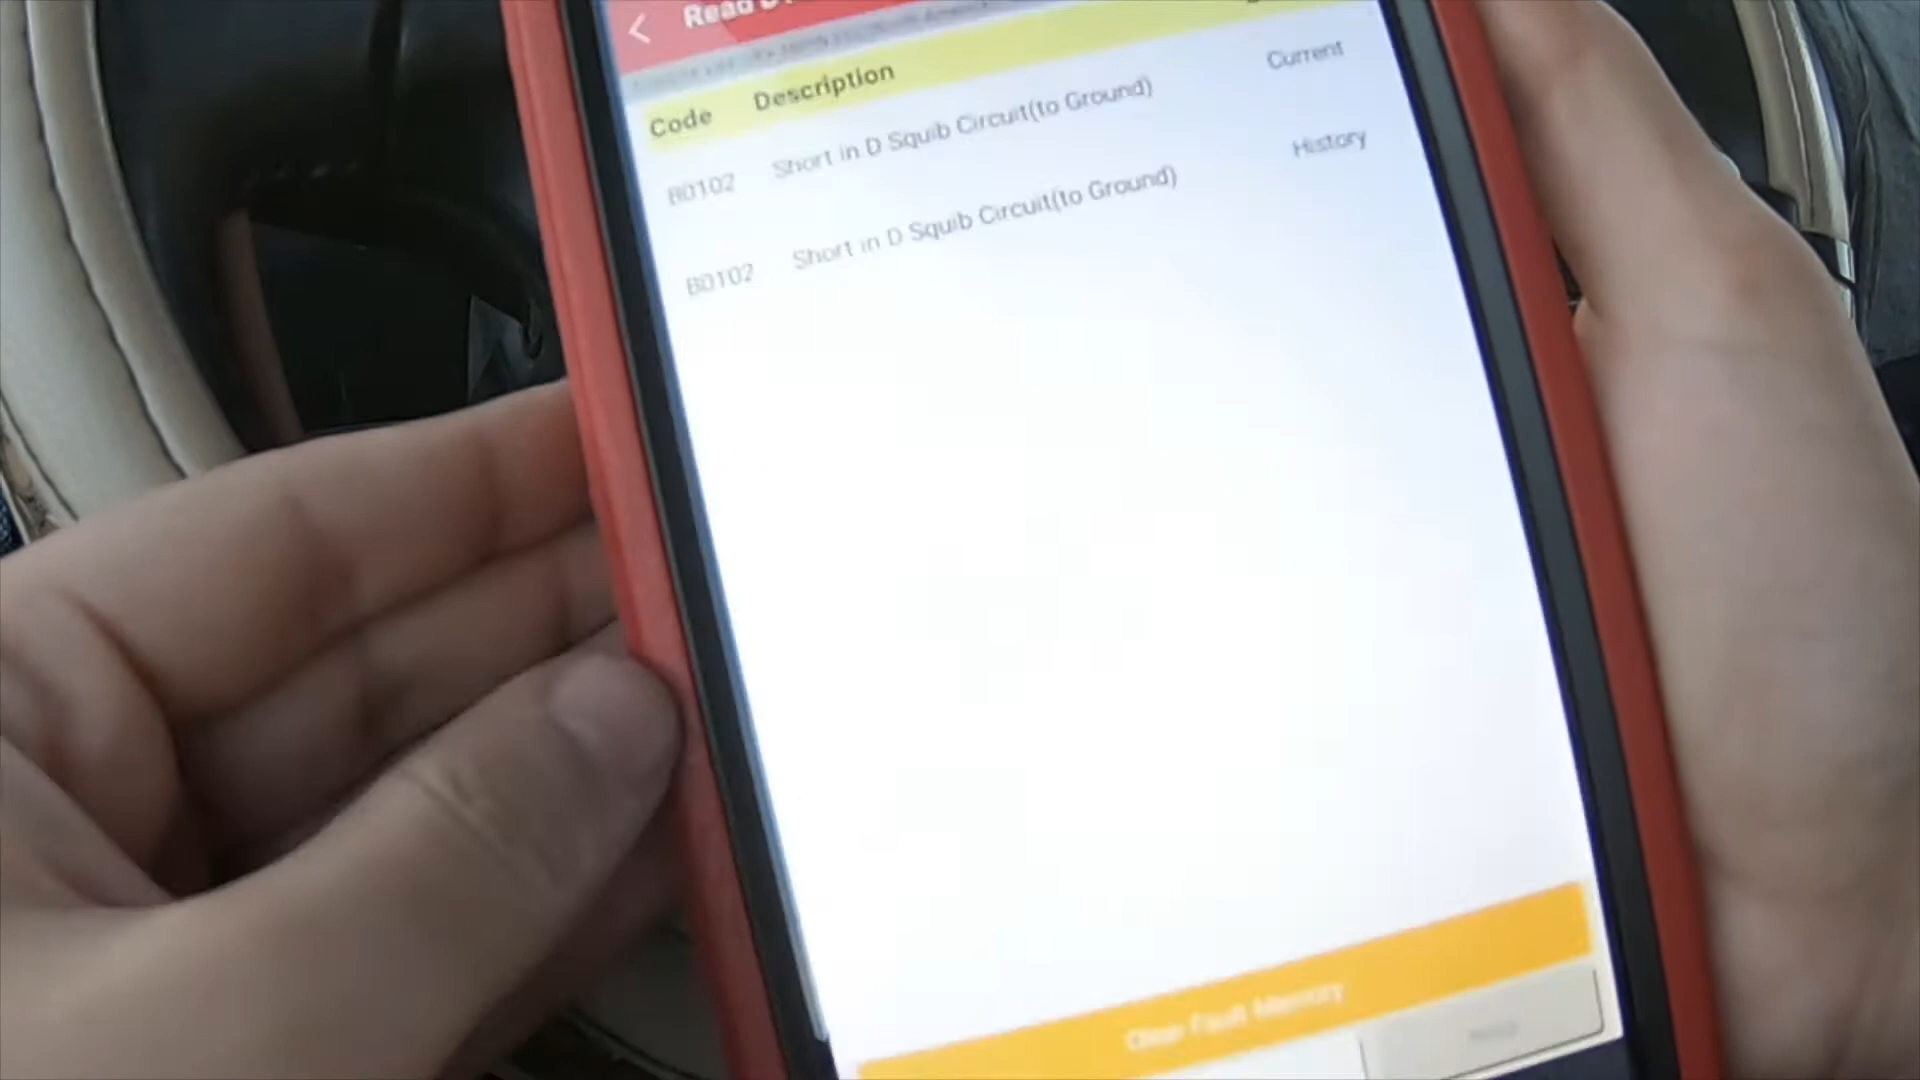 Read
Code Description
B0102 Short in D Squib Circuit(to Ground) Current
B0102 Short in D Squib Circuit(to Ground) History
Clear Fault Memory